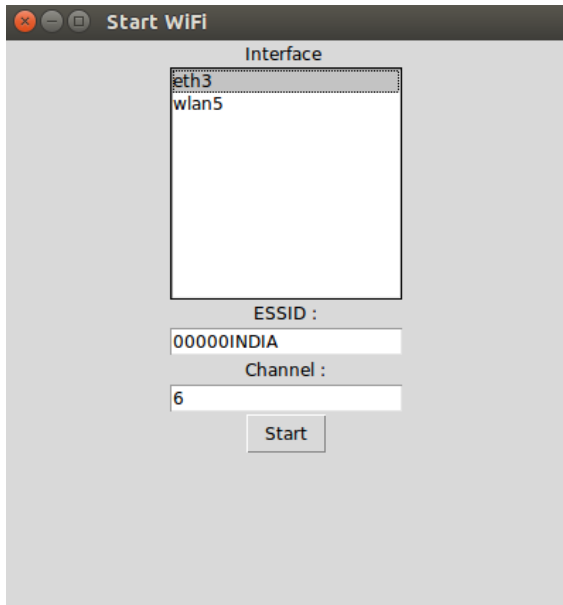 Start WiFi
Interface
eth3
wlan5
ESSID :
00000INDIA
Channel :
6
Start